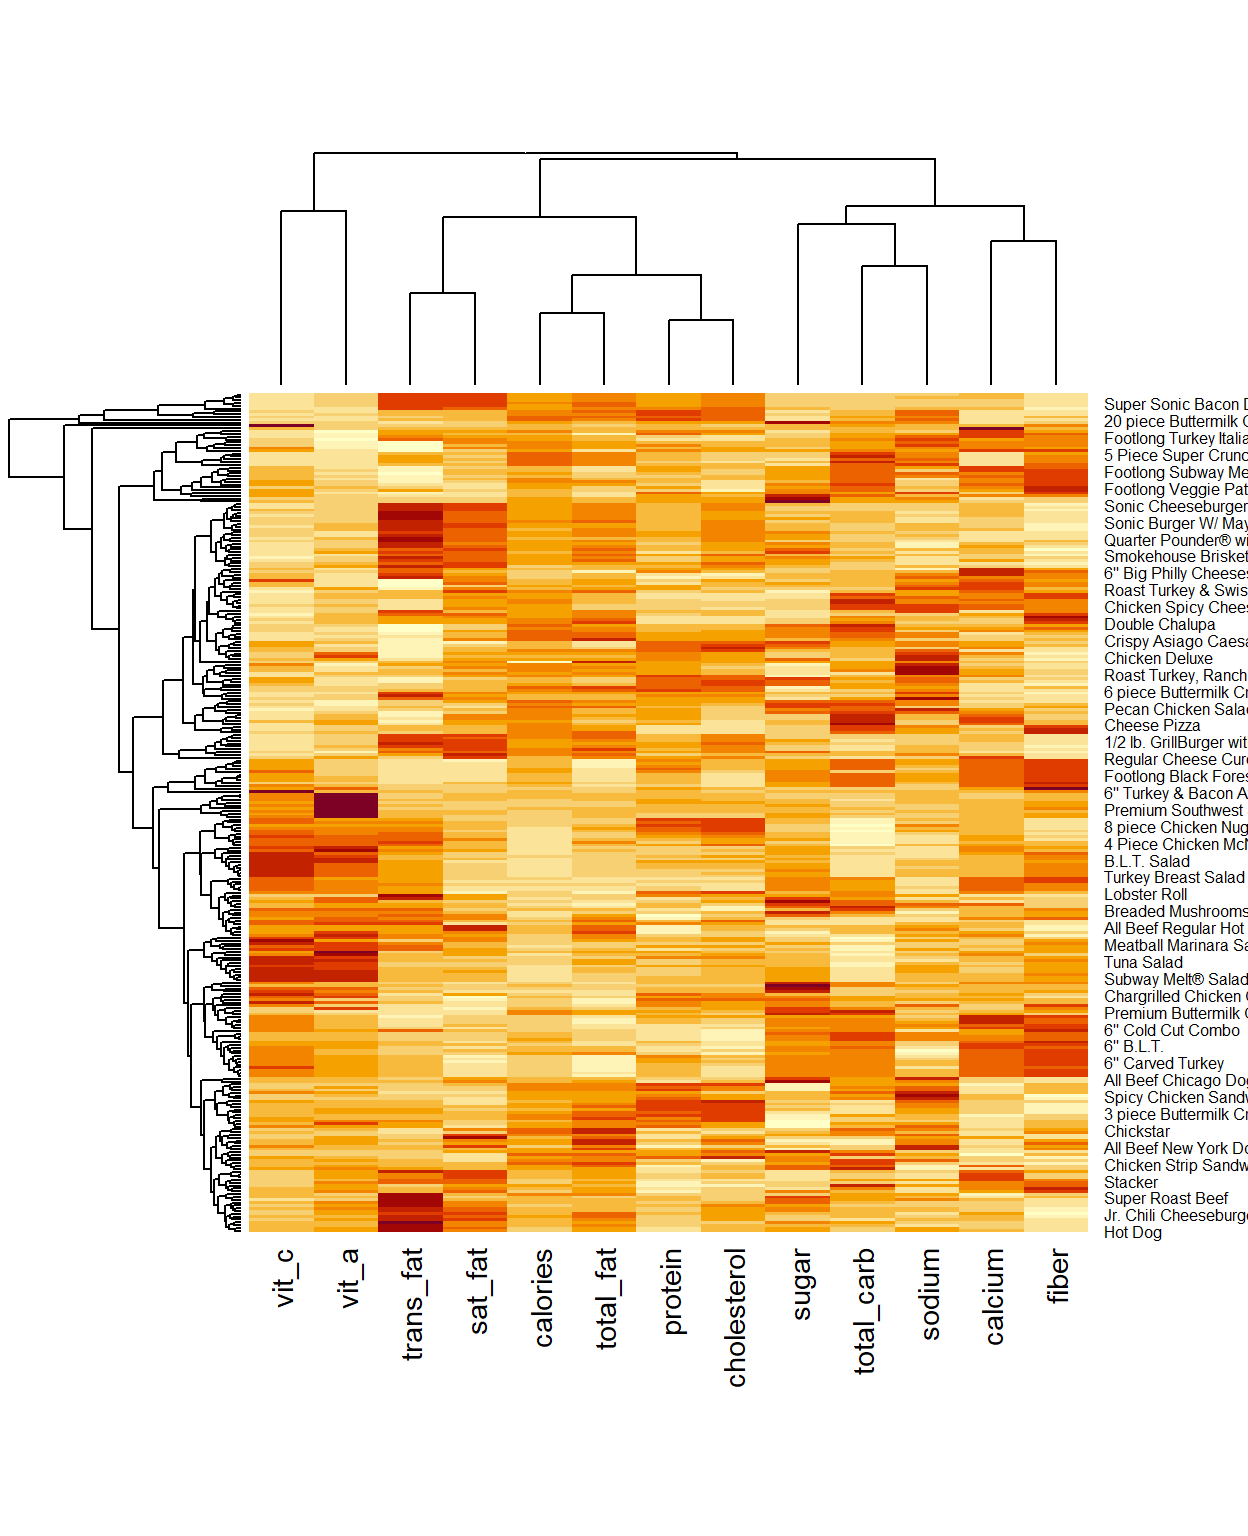 Super Sonic Bacon D
20 piece Buttermilk
Footlong Turkey Italia
5 Piece Super Crunc
Footlong Subway Me
Footlong Veggie Pat
Sonic Cheeseburger
Sonic Burger W/ May
Quarter Pounder® wi
Smokehouse Brisket
6" Big Philly Cheeses
Roast Turkey & Swis
Chicken Spicy Chees
Double Chalupa
Crispy Asiago Caesa
Chicken Deluxe
Roast Turkey, Ranch
6 piece Buttermilk Cr
Pecan Chicken Salad
Cheese Pizza
1/2 lb. GrillBurger wit
Regular Cheese Curd
Footlong Black Fores
6" Turkey & Bacon A
Premium Southwest
8 piece Chicken Nug
4 Piece Chicken McN
B.L.T. Salad
Turkey Breast Salad
Lobster Roll
Breaded Mushrooms
All Beef Regular Hot
Meatball Marinara Sa
Tuna Salad
Subway Melt® Salad
Chargrilled Chicken
Premium Buttermilk
6" Cold Cut Combo
6" B.L.T.
6" Carved Turkey
All Beef Chicago Dog
Spicy Chicken Sandw
3 piece Buttermilk Cr
Chickstar
All Beef New York Do
Chicken Strip Sandw
Stacker
Super Roast Beef
Jr. Chili Cheeseburge
Hot Dog
vit_c
vit_a
trans_fat
sat_fat
calories
total_fat
protein
cholesterol
sugar
total_carb
sodium
calcium
fiber